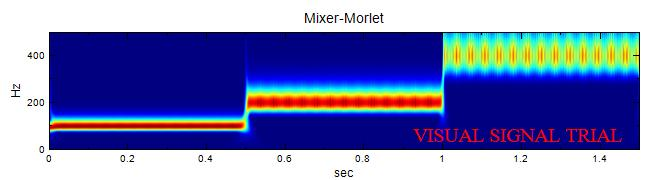 Mixer-Morlet
400
200
0
Hz
0 0.2 0.4 0.6 0.8 1 1.2 1.4
sec
VISUAL SIGNAL TRIAL